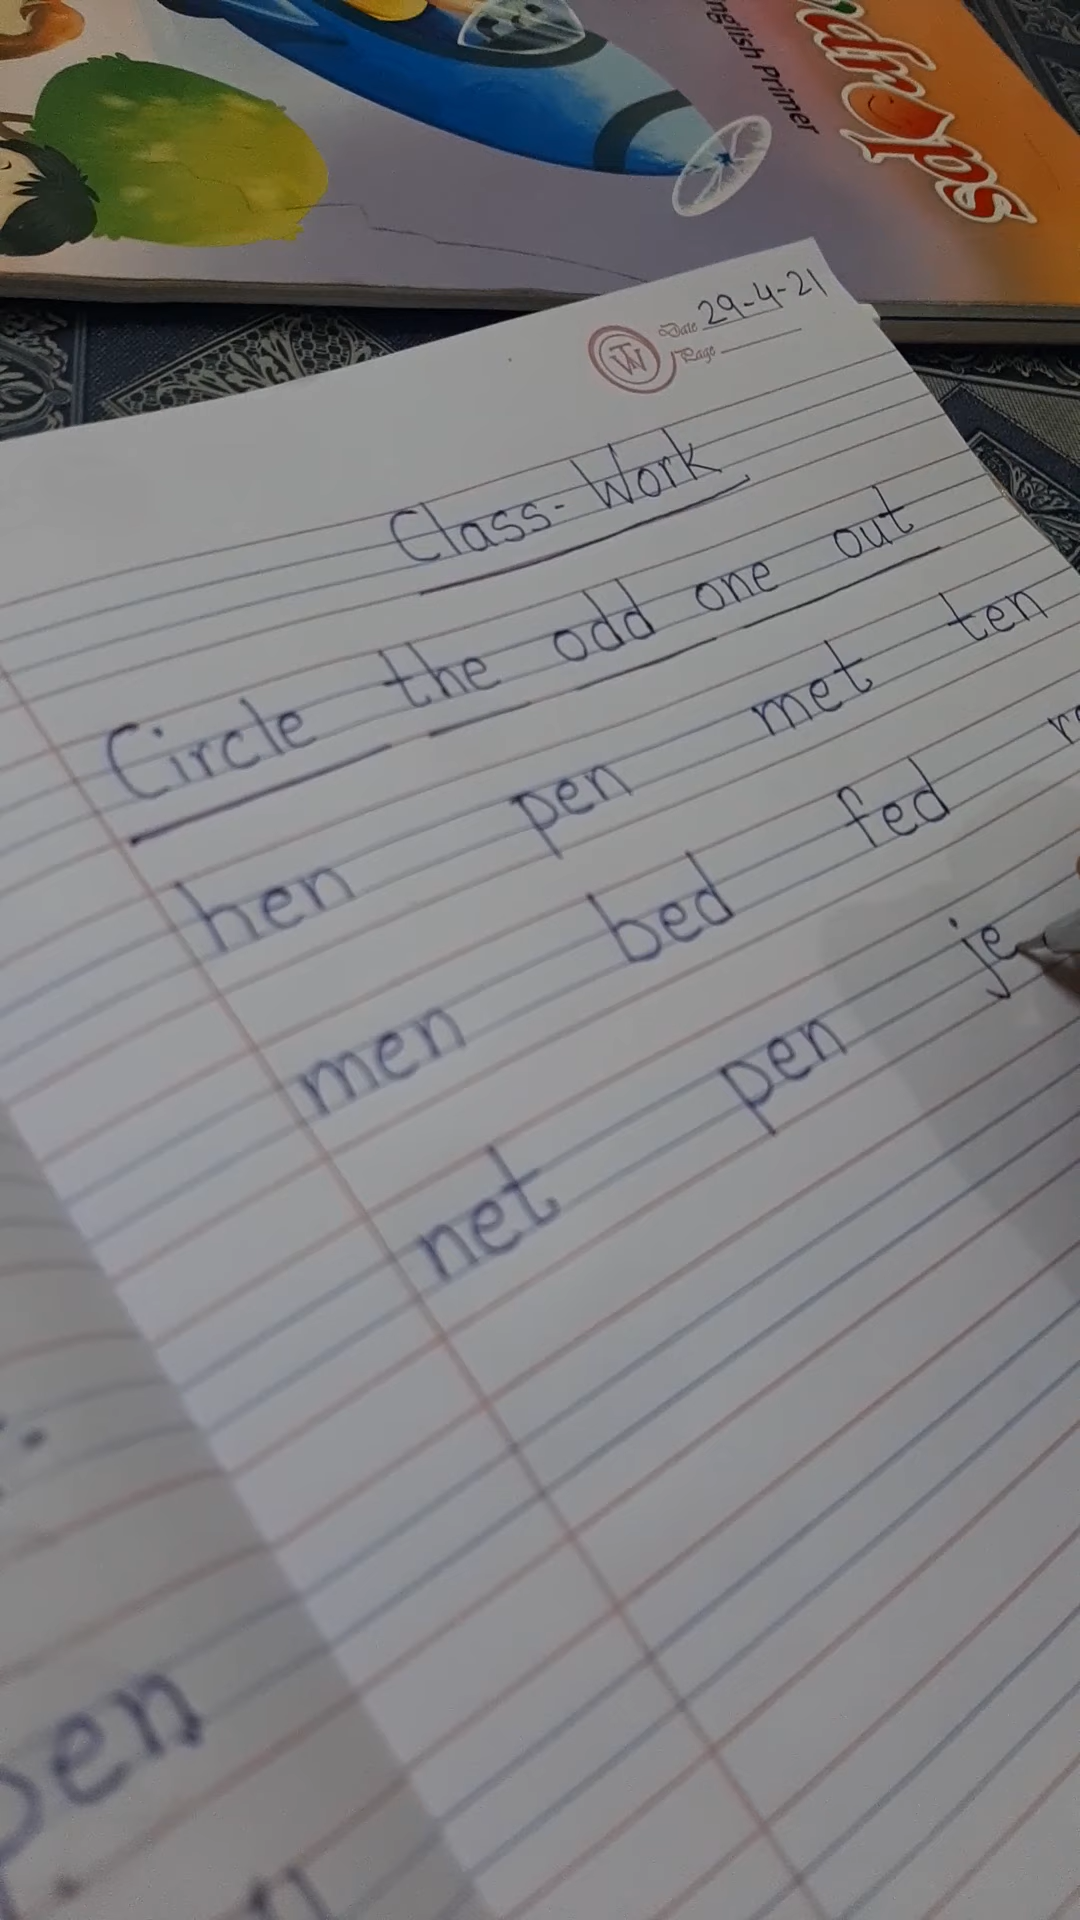 English Primer
29-4-21
Date
Page
Class-Work
Circle the odd one out
hen pen met ten
men bed fed
net pen je